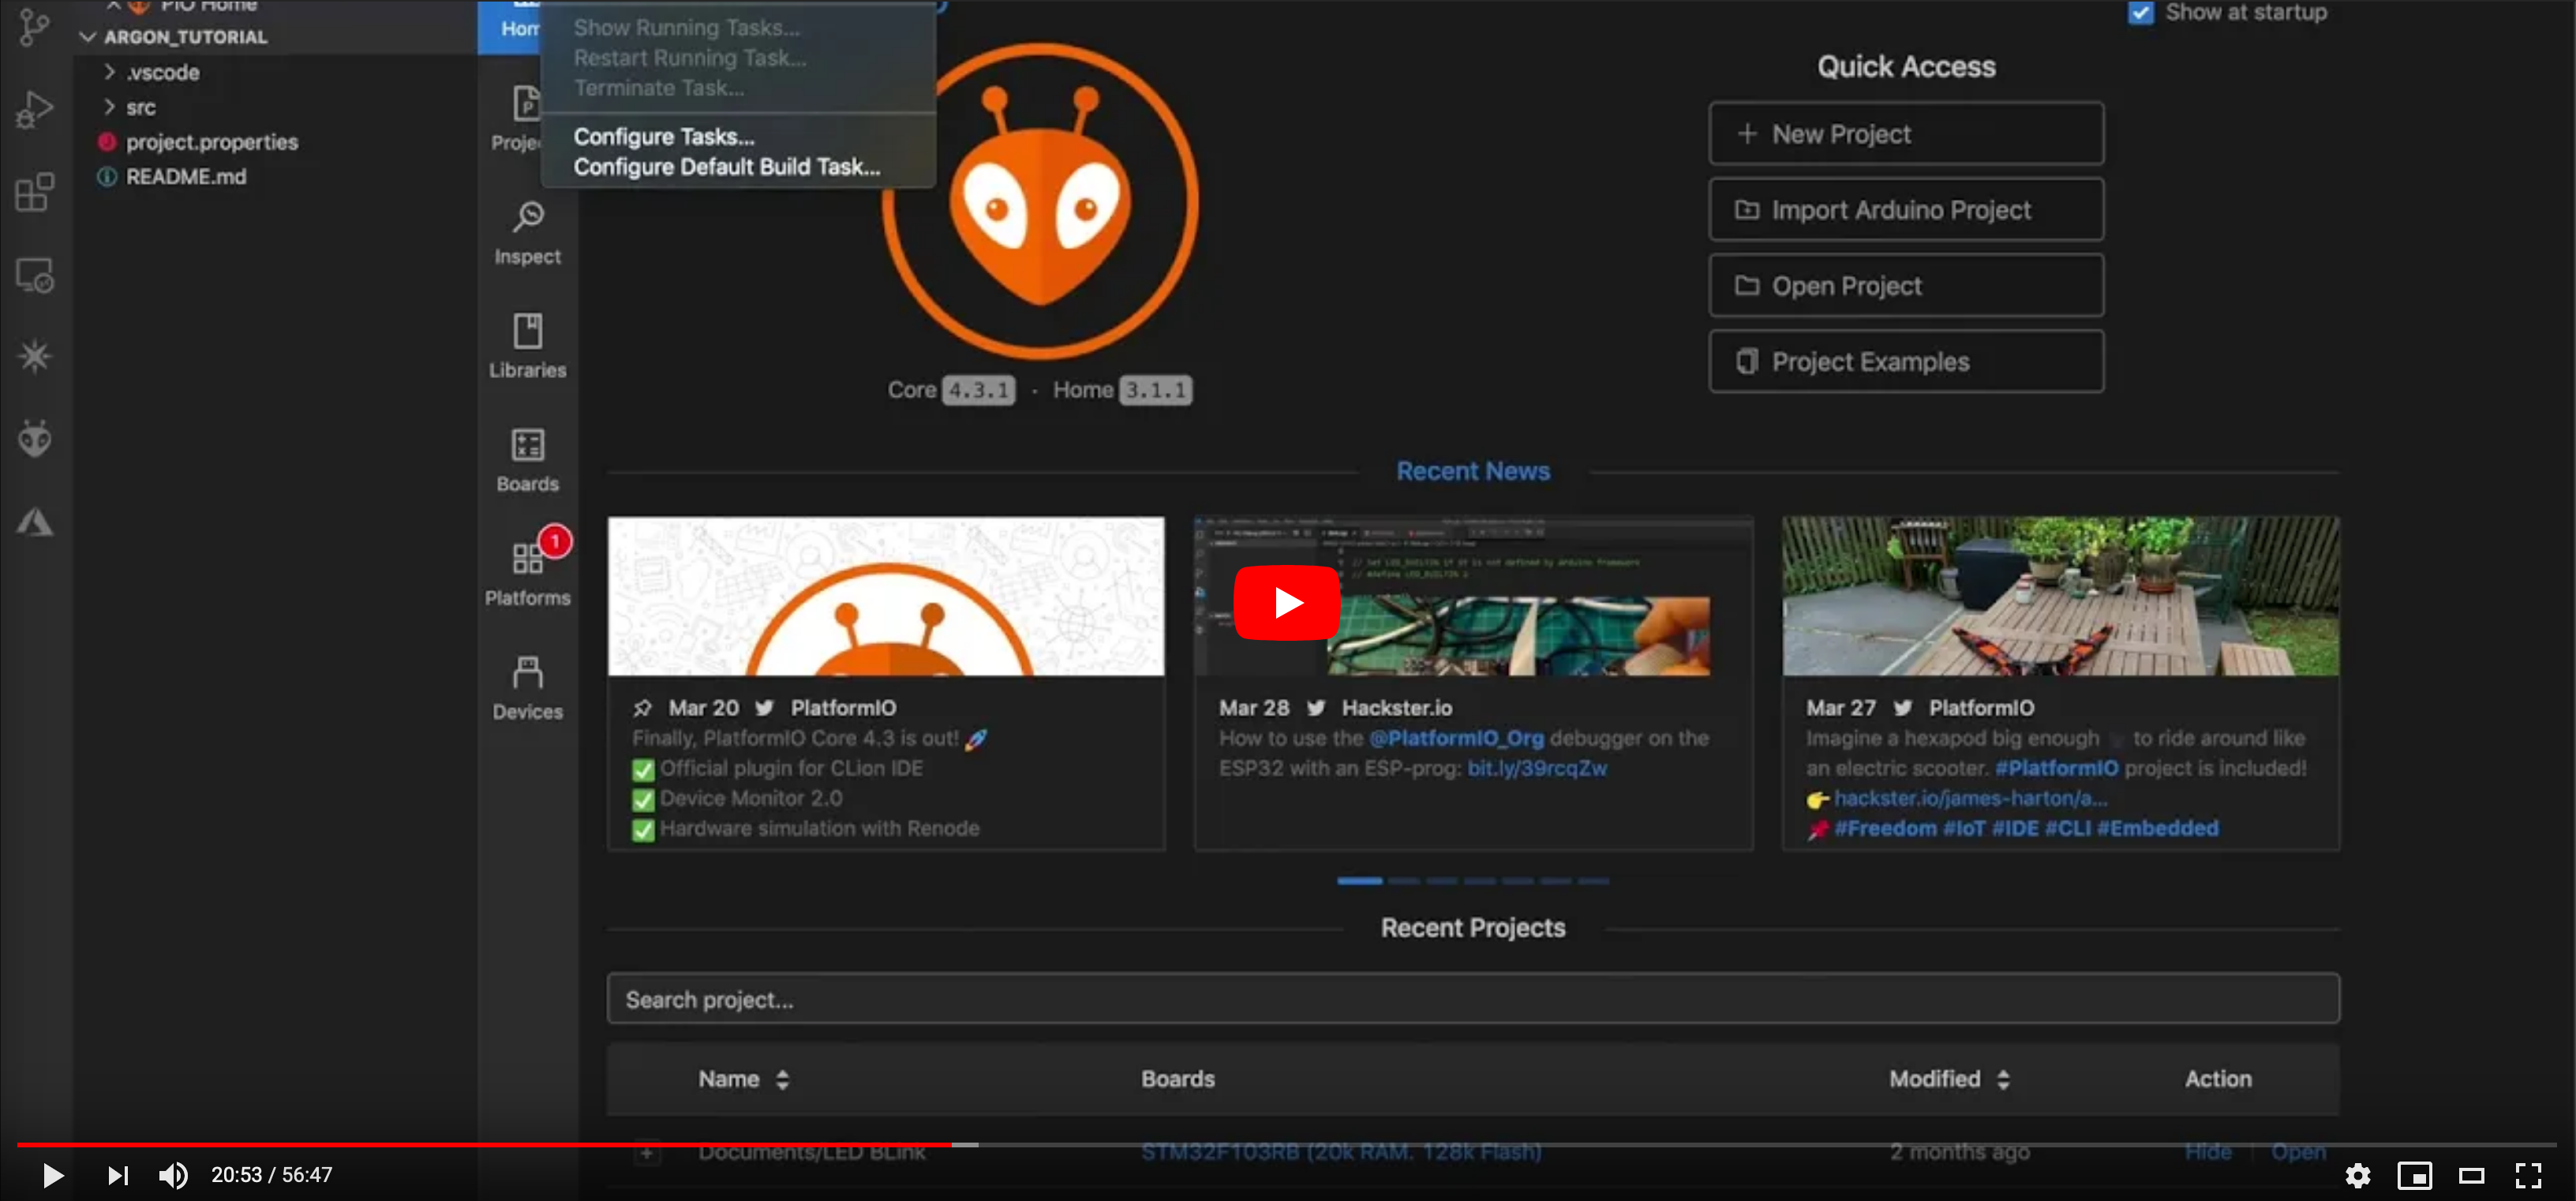 PIO Home
ARGON_TUTORIAL
.vscode
src
project.properties
README.md
Show Running Tasks...
Restart Running Task...
Terminate Task...
Configure Tasks...
Configure Default Build Task...
Inspect
Libraries
Boards
1
Platforms
Devices
Core 4.3.1 · Home 3.1.1
Show at startup
Quick Access
New Project
Import Arduino Project
Open Project
Project Examples
Recent News
Mar 20 PlatformIO
Finally, PlatformIO Core 4.3 is out! 🚀
✅ Official plugin for CLion IDE
✅ Device Monitor 2.0
✅ Hardware simulation with Renode
Mar 28 Hackster.io
How to use the @PlatformIO_Org debugger on the
ESP32 with an ESP-prog: bit.ly/39rcqZw
Mar 27 PlatformIO
Imagine a hexapod big enough to ride around like
an electric scooter. #PlatformIO project is included!
👉 hackster.io/james-harton/a...
📌 #Freedom #IoT #IDE #CLI #Embedded
Recent Projects
Search project...
Name Boards Modified Action
Documents/LED BLink STM32F103RB (20k RAM. 128k Flash) 2 months ago Hide Open
20:53 / 56:47